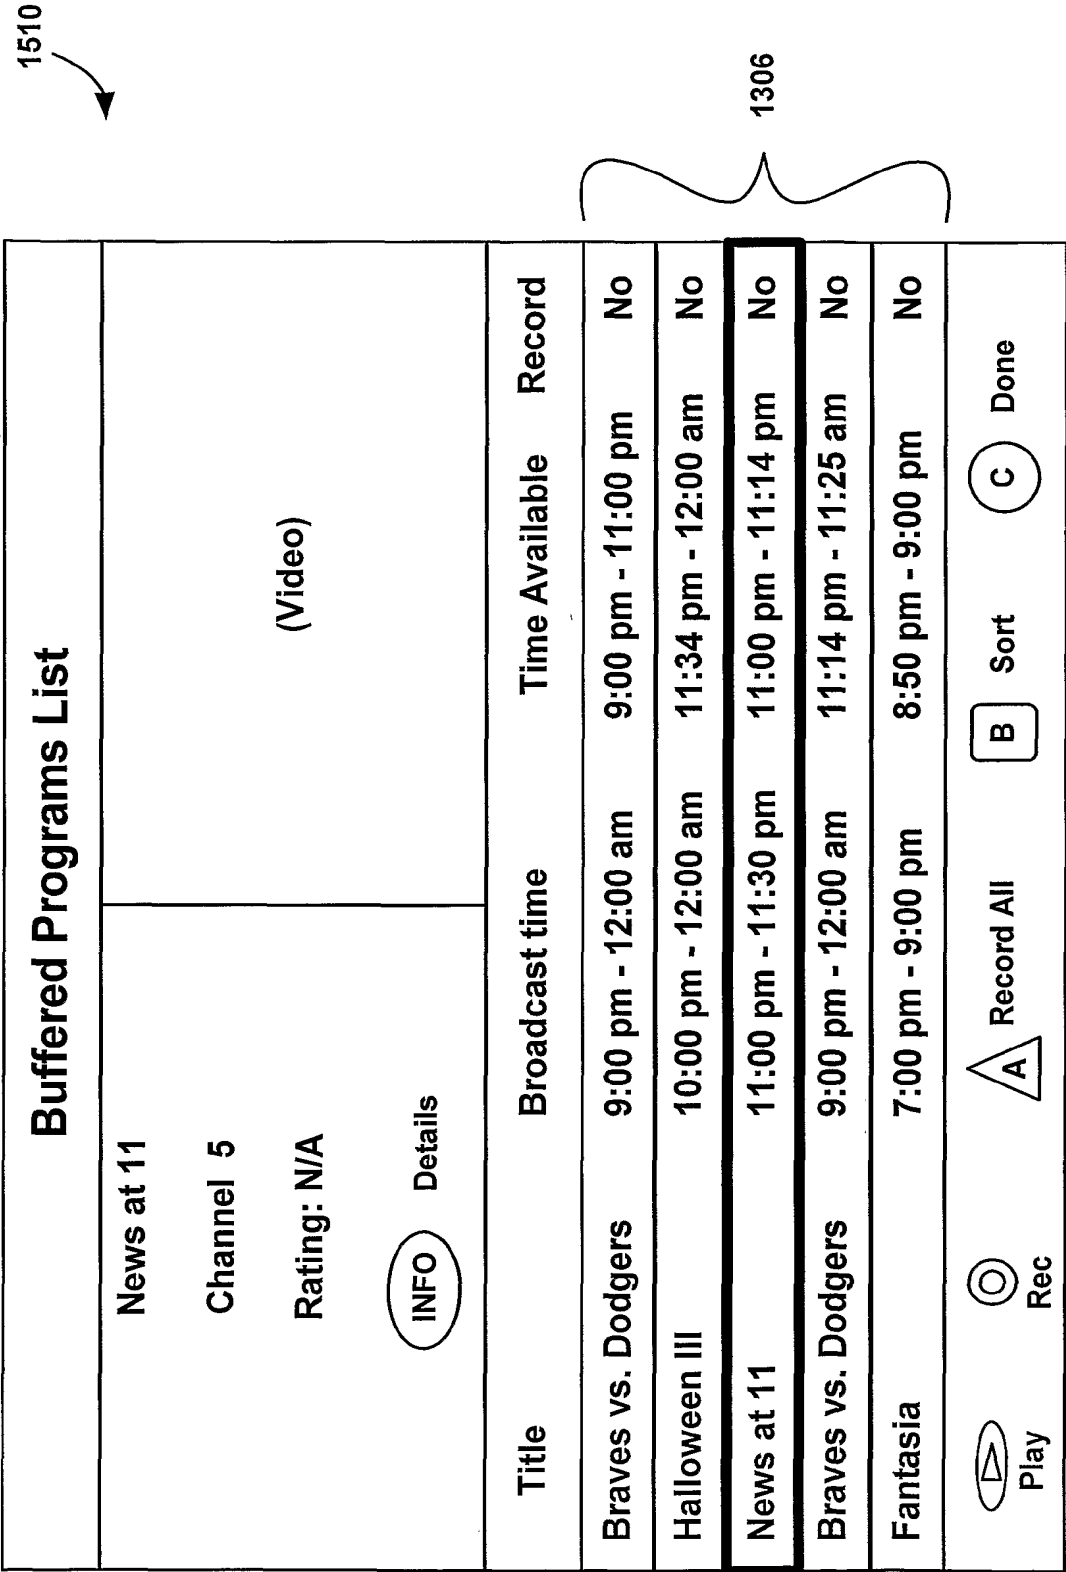 1510
Buffered Programs List
News at 11
Channel 5
Rating: N/A
INFO Details
(Video)
Title Broadcast time Time Available Record
Braves vs. Dodgers 9:00 pm - 12:00 am 9:00 pm - 11:00 pm No
Halloween III 10:00 pm - 12:00 am 11:34 pm - 12:00 am No
News at 11 11:00 pm - 11:30 pm 11:00 pm - 11:14 pm No
Braves vs. Dodgers 9:00 pm - 12:00 am 11:14 pm - 11:25 am No
Fantasia 7:00 pm - 9:00 pm 8:50 pm - 9:00 pm No
1306
Play Rec A Record All B Sort C Done